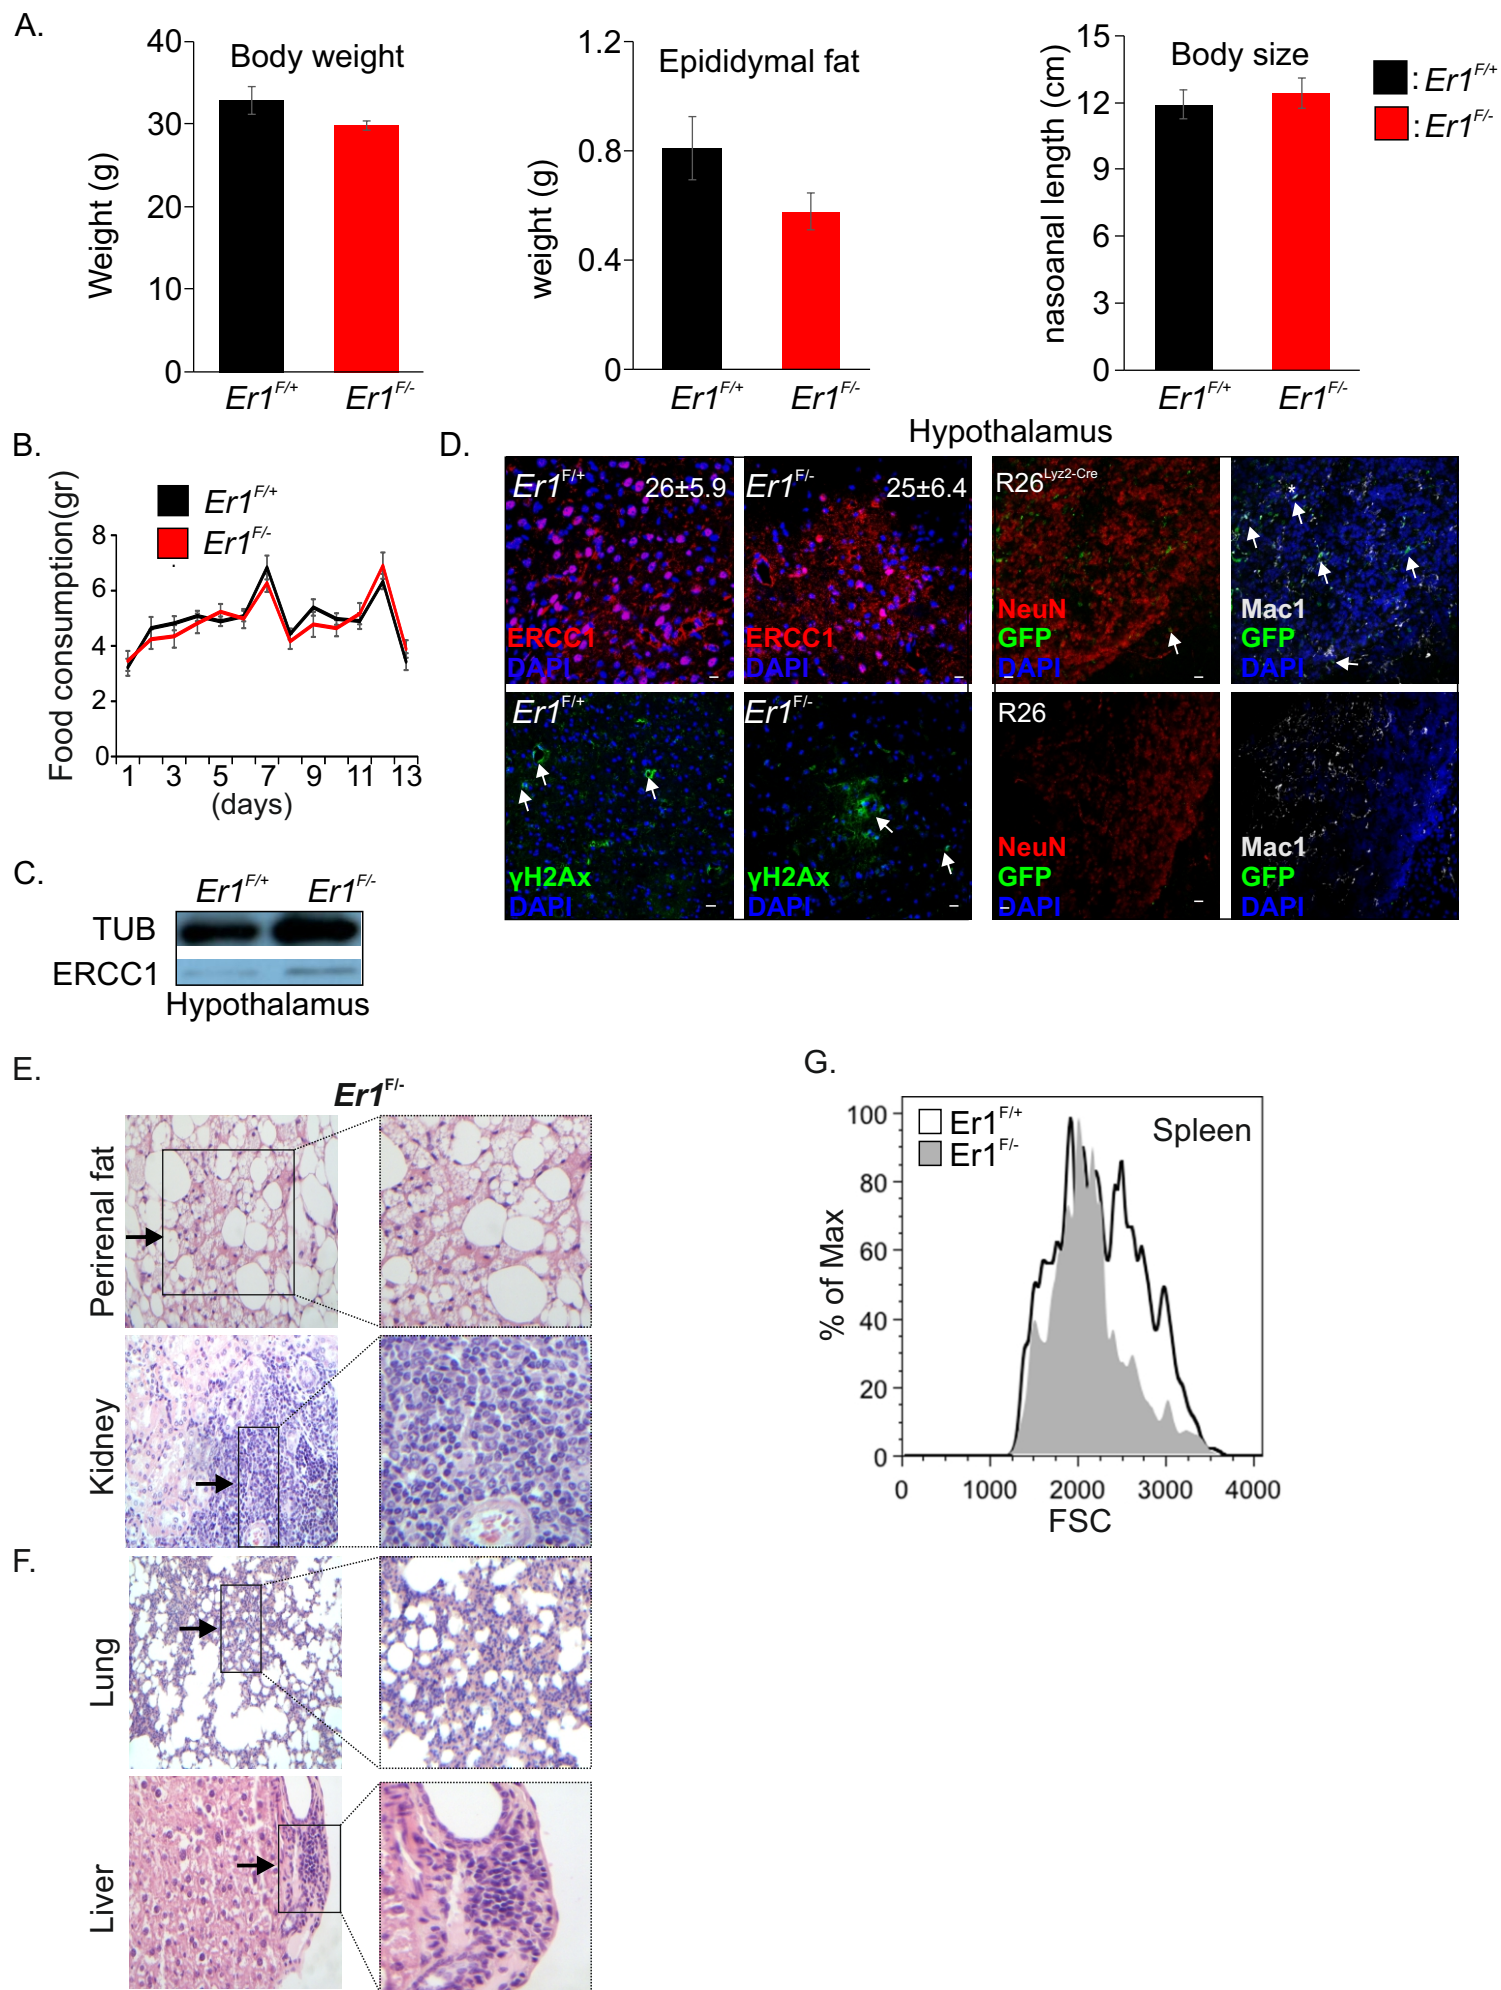 A.
40
30
20
10
0
Weight (g)
Body weight
Er1F/+
Er1F/-
1.2
0.8
0.4
0
weight (g)
Epididymal fat
Er1F/+
Er1F/-
15
12
9
6
3
0
nasoanal length (cm)
Body size
Er1F/+
Er1F/-
: Er1F/+
: Er1F/-
B.
Er1F/+
Er1F/-
8
6
4
2
0
Food consumption(gr)
1 3 5 7 9 11 13
(days)
C.
Er1F/+ Er1F/-
TUB
ERCC1
Hypothalamus
D.
Hypothalamus
Er1F/+ 26±5.9
ERCC1
DAPI
Er1F/- 25±6.4
ERCC1
DAPI
R26Lyz2-Cre
NeuN
GFP
DAPI
*
Mac1
GFP
DAPI
Er1F/+
γH2Ax
DAPI
Er1F/-
γH2Ax
DAPI
R26
NeuN
GFP
DAPI
Mac1
GFP
DAPI
E.
Er1F/-
Perirenal fat
Kidney
F.
Lung
Liver
G.
100
80
60
40
20
0
% of Max
Er1F/+
Er1F/-
Spleen
0 1000 2000 3000 4000
FSC